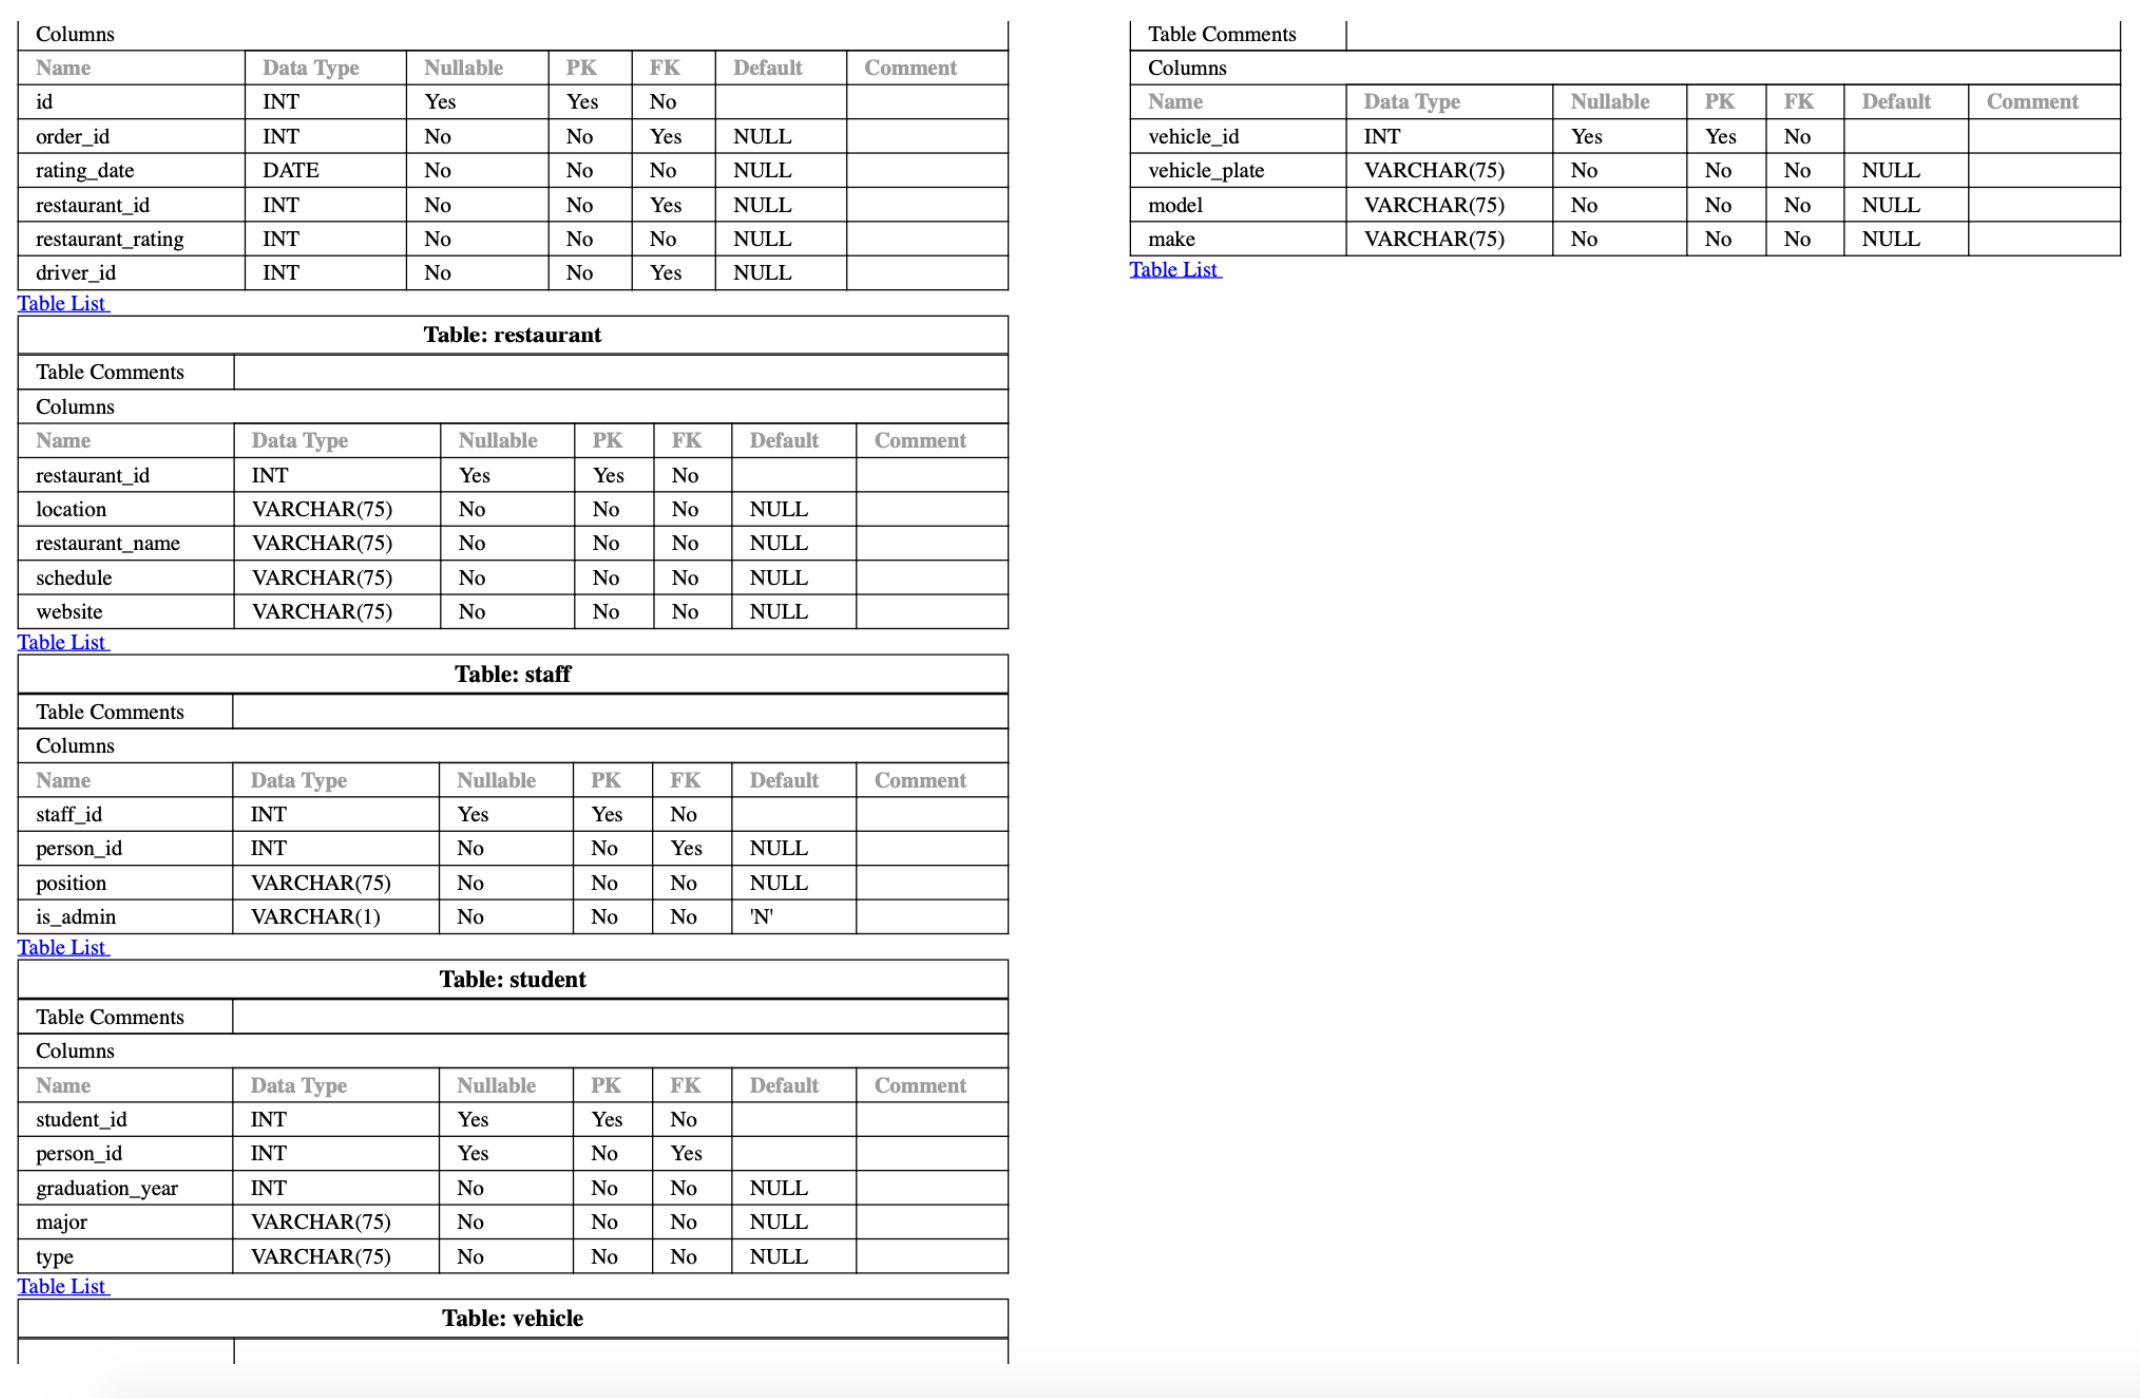 Columns
Name Data Type Nullable PK FK Default Comment
id INT Yes Yes No
order_id INT No No Yes NULL
rating_date DATE No No No NULL
restaurant_id INT No No Yes NULL
restaurant_rating INT No No No NULL
driver_id INT No No Yes NULL
Table List
Table: restaurant
Table Comments
Columns
Name Data Type Nullable PK FK Default Comment
restaurant_id INT Yes Yes No
location VARCHAR(75) No No No NULL
restaurant_name VARCHAR(75) No No No NULL
schedule VARCHAR(75) No No No NULL
website VARCHAR(75) No No No NULL
Table List
Table: staff
Table Comments
Columns
Name Data Type Nullable PK FK Default Comment
staff_id INT Yes Yes No
person_id INT No No Yes NULL
position VARCHAR(75) No No No NULL
is_admin VARCHAR(1) No No No 'N'
Table List
Table: student
Table Comments
Columns
Name Data Type Nullable PK FK Default Comment
student_id INT Yes Yes No
person_id INT Yes No Yes
graduation_year INT No No No NULL
major VARCHAR(75) No No No NULL
type VARCHAR(75) No No No NULL
Table List
Table: vehicle
Table Comments
Columns
Name Data Type Nullable PK FK Default Comment
vehicle_id INT Yes Yes No
vehicle_plate VARCHAR(75) No No No NULL
model VARCHAR(75) No No No NULL
make VARCHAR(75) No No No NULL
Table List